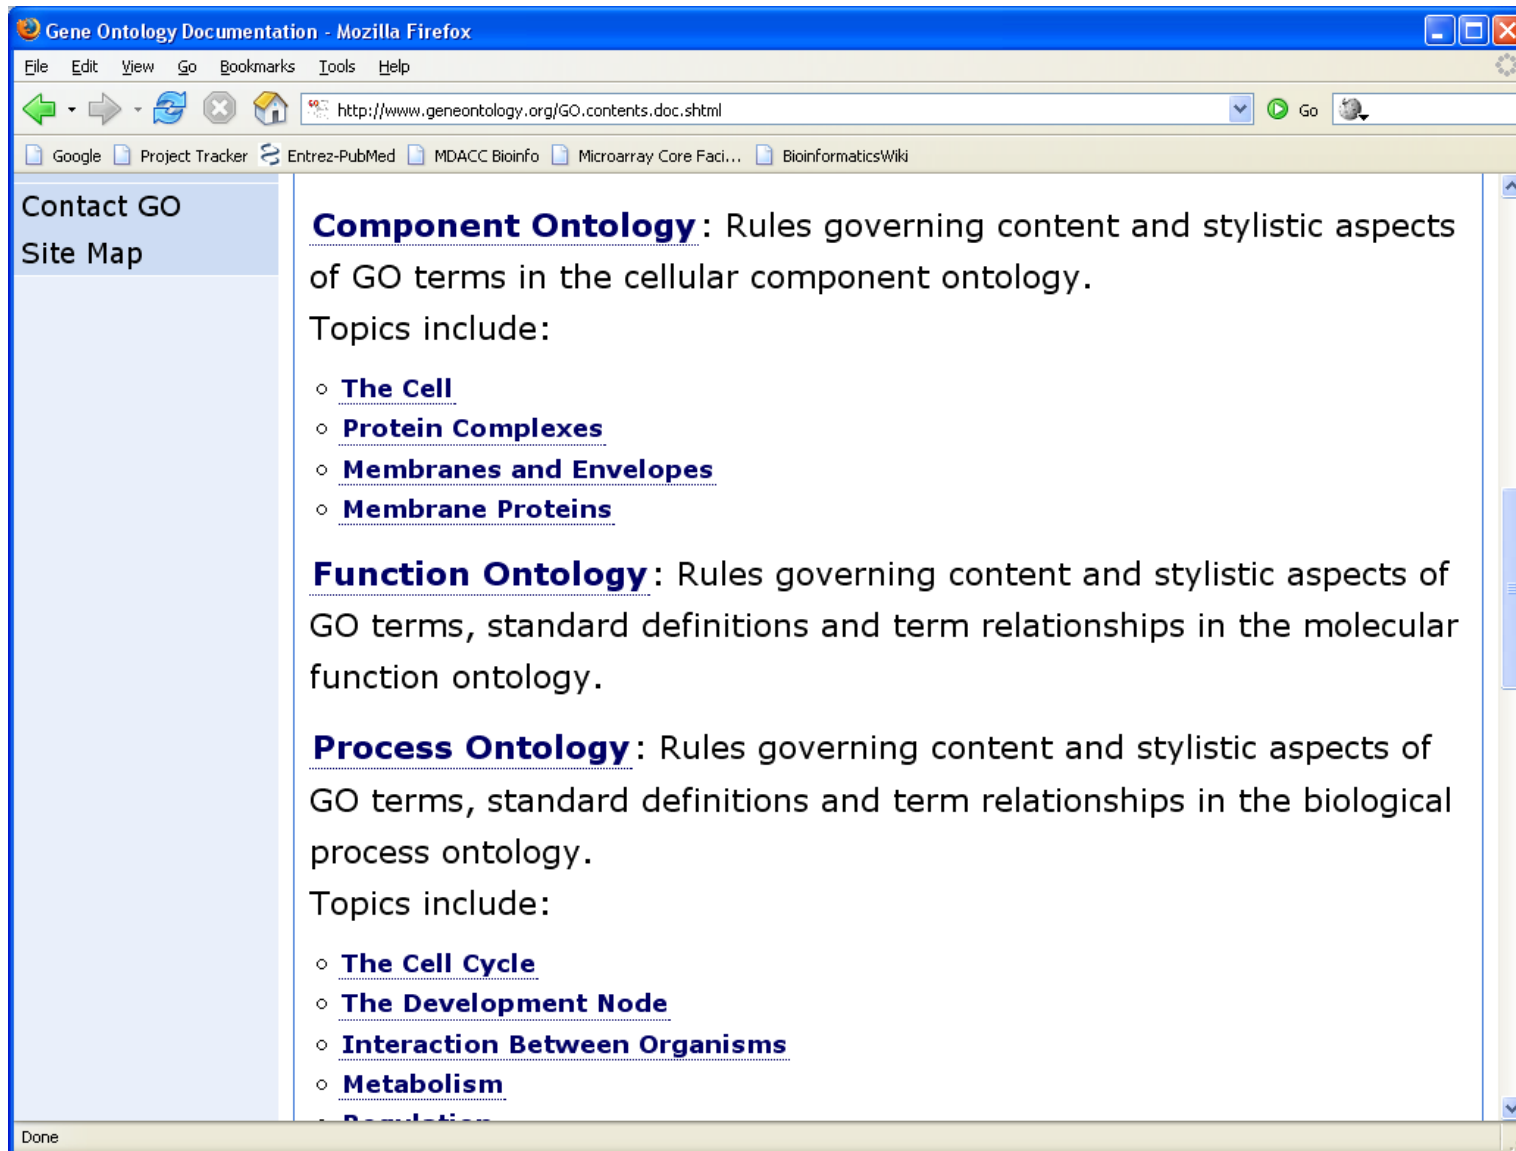 Gene Ontology Documentation - Mozilla Firefox
File Edit View Go Bookmarks Tools Help
http://www.geneontology.org/GO.contents.doc.shtml Go
Google Project Tracker Entrez-PubMed MDACC Bioinfo Microarray Core Faci... BioinformaticsWiki
Contact GO
Site Map
Component Ontology: Rules governing content and stylistic aspects
of GO terms in the cellular component ontology.
Topics include:
The Cell
Protein Complexes
Membranes and Envelopes
Membrane Proteins
Function Ontology: Rules governing content and stylistic aspects of
GO terms, standard definitions and term relationships in the molecular
function ontology.
Process Ontology: Rules governing content and stylistic aspects of
GO terms, standard definitions and term relationships in the biological
process ontology.
Topics include:
The Cell Cycle
The Development Node
Interaction Between Organisms
Metabolism
Regulation
Done